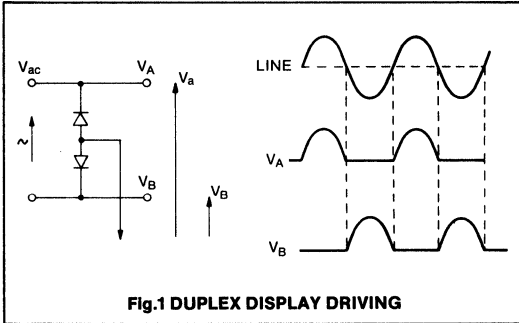 Vac
VA
Va
~
VB
VB
LINE
VA
VB
Fig.1 DUPLEX DISPLAY DRIVING